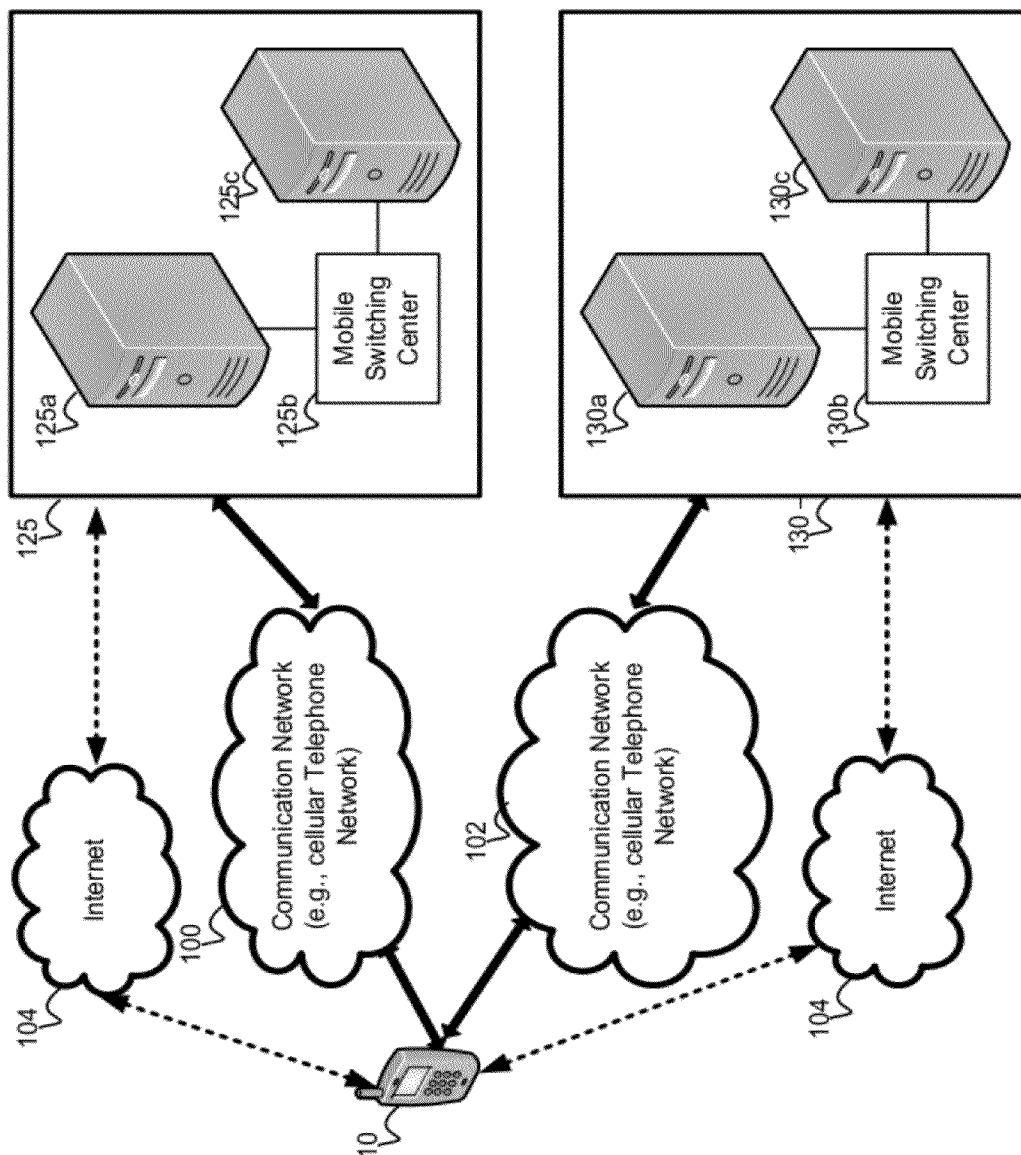 125a
125c
125b
Mobile
Switching
Center
125
104
Internet
100
Communication Network
(e.g., cellular Telephone
Network)
10
102
Communication Network
(e.g., cellular Telephone
Network)
104
Internet
130
130a
130c
130b
Mobile
Switching
Center